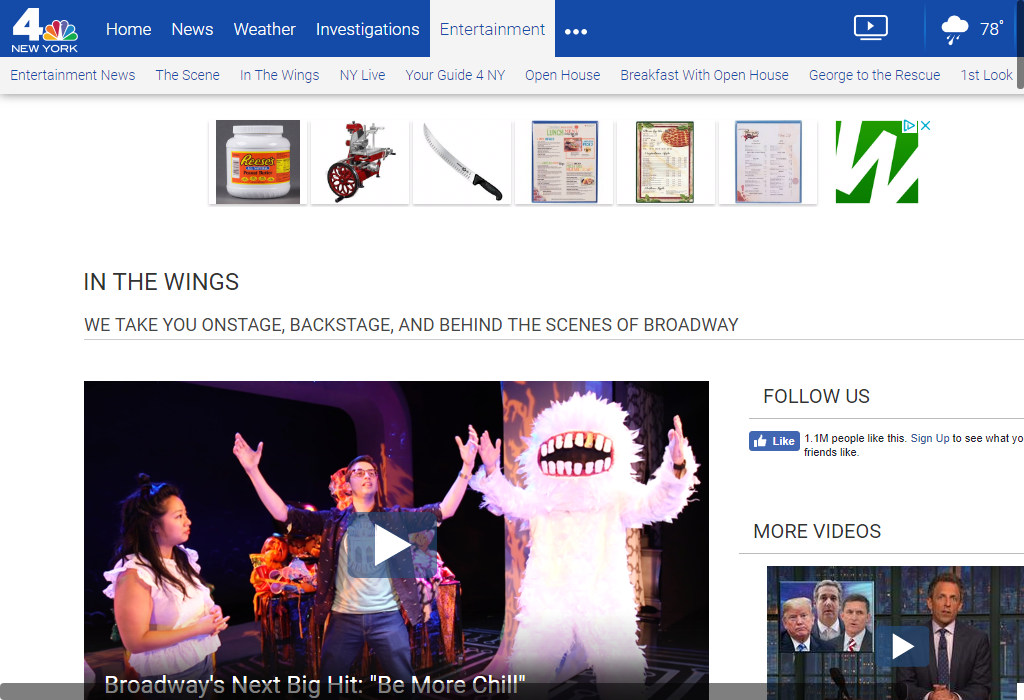 4
NEW YORK
Home News Weather Investigations Entertainment •••
78°
Entertainment News The Scene In The Wings NY Live Your Guide 4 NY Open House Breakfast With Open House George to the Rescue 1st Look
Reese's
Peanut Butter
IN THE WINGS
WE TAKE YOU ONSTAGE, BACKSTAGE, AND BEHIND THE SCENES OF BROADWAY
FOLLOW US
Like 1.1M people like this. Sign Up to see what yo
friends like.
MORE VIDEOS
Broadway's Next Big Hit: "Be More Chill"